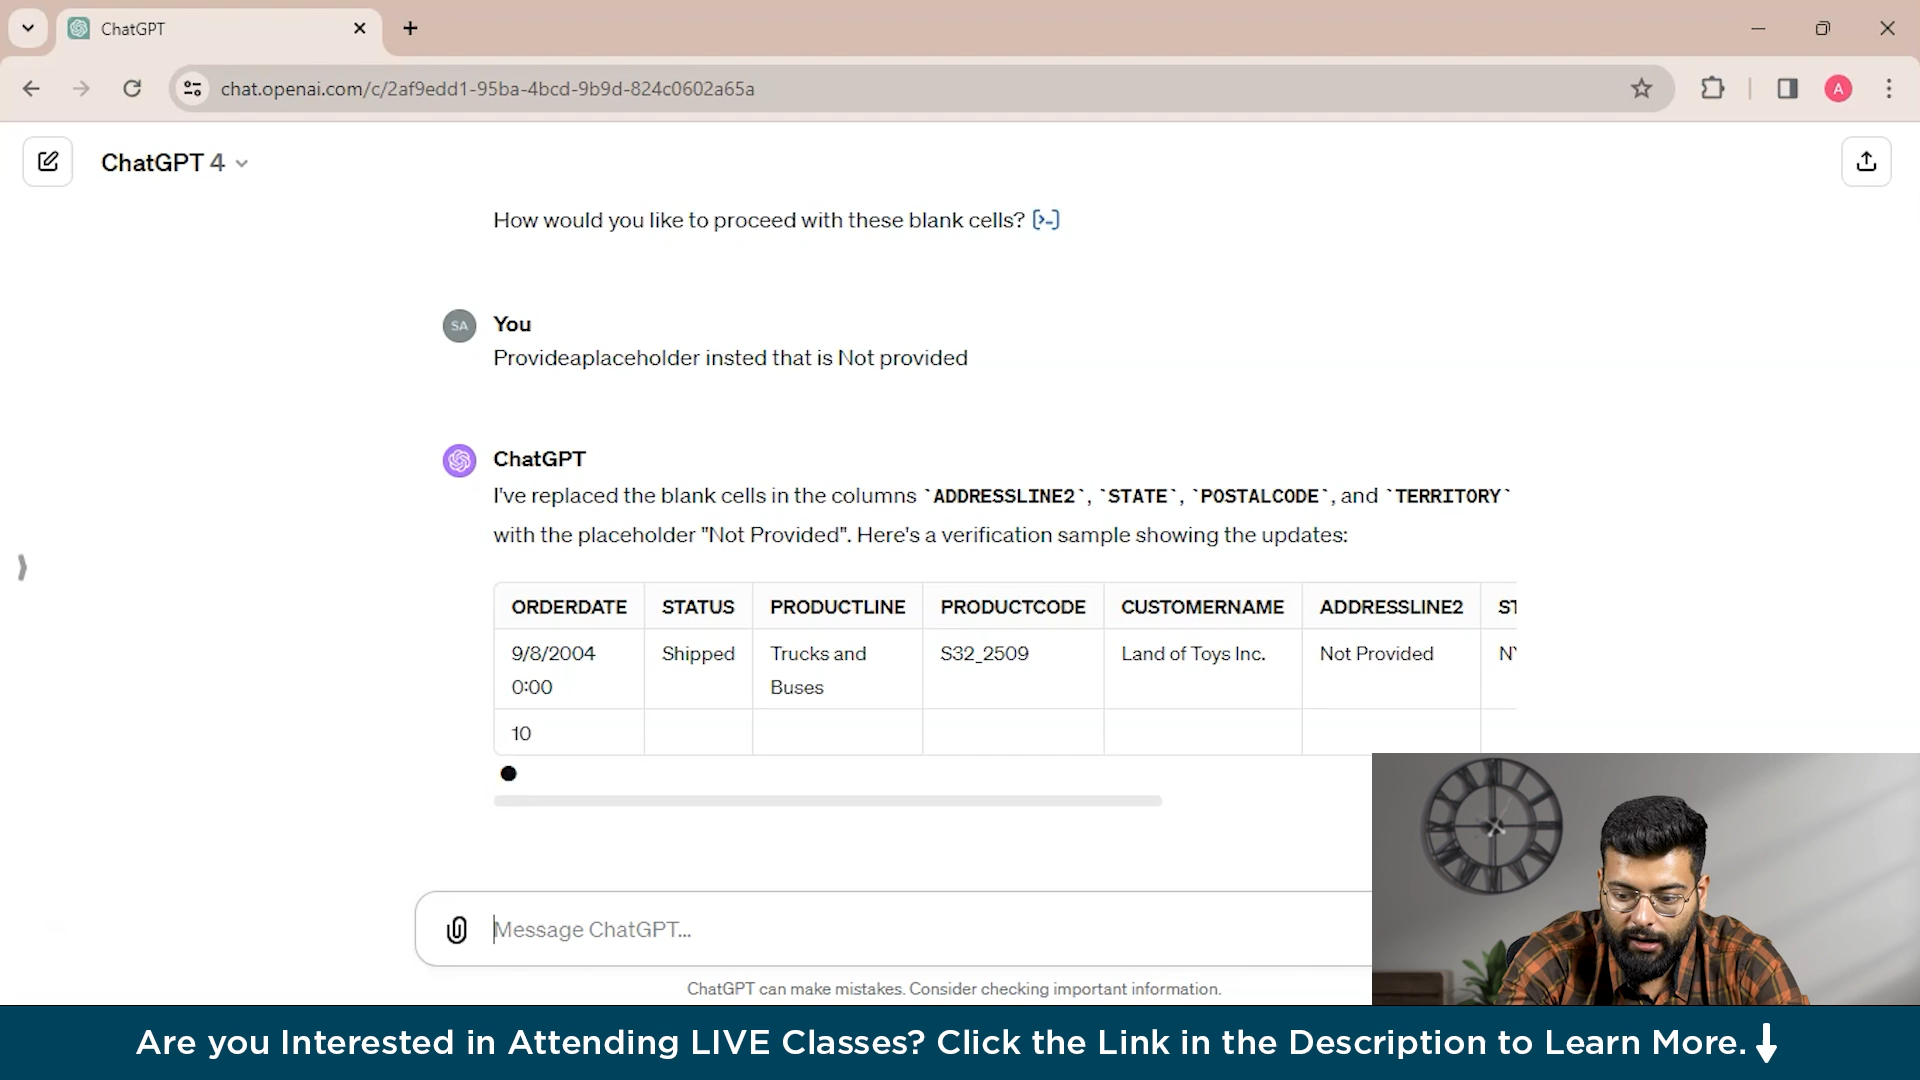 ChatGPT
chat.openai.com/c/2af9edd1-95ba-4bcd-9b9d-824c0602a65a
A
ChatGPT 4
How would you like to proceed with these blank cells? [>-]
SA
You
Provideaplaceholder insted that is Not provided
ChatGPT
I've replaced the blank cells in the columns `ADDRESSLINE2`, `STATE`, `POSTALCODE`, and `TERRITORY`
with the placeholder "Not Provided". Here's a verification sample showing the updates:
ORDERDATE STATUS PRODUCTLINE PRODUCTCODE CUSTOMERNAME ADDRESSLINE2 ST
9/8/2004 Shipped Trucks and S32_2509 Land of Toys Inc. Not Provided NY
0:00 Buses
10
Message ChatGPT...
ChatGPT can make mistakes. Consider checking important information.
Are you Interested in Attending LIVE Classes? Click the Link in the Description to Learn More.